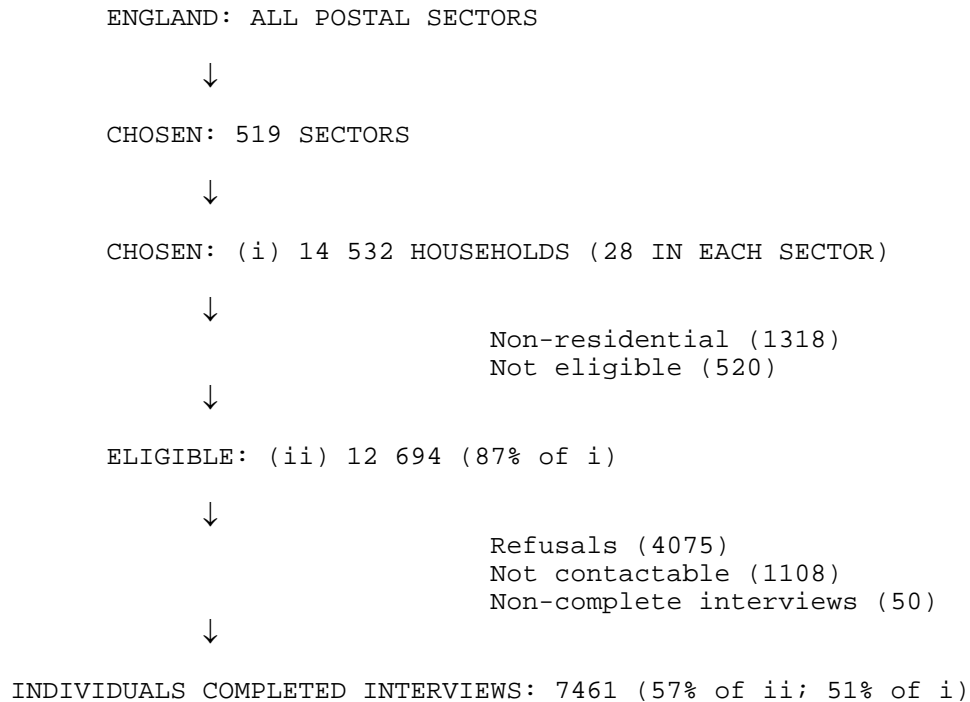 ENGLAND: ALL POSTAL SECTORS
↓
CHOSEN: 519 SECTORS
↓
CHOSEN: (i) 14 532 HOUSEHOLDS (28 IN EACH SECTOR)
↓
Non-residential (1318)
Not eligible (520)
↓
ELIGIBLE: (ii) 12 694 (87% of i)
↓
Refusals (4075)
Not contactable (1108)
Non-complete interviews (50)
↓
INDIVIDUALS COMPLETED INTERVIEWS: 7461 (57% of ii; 51% of i)